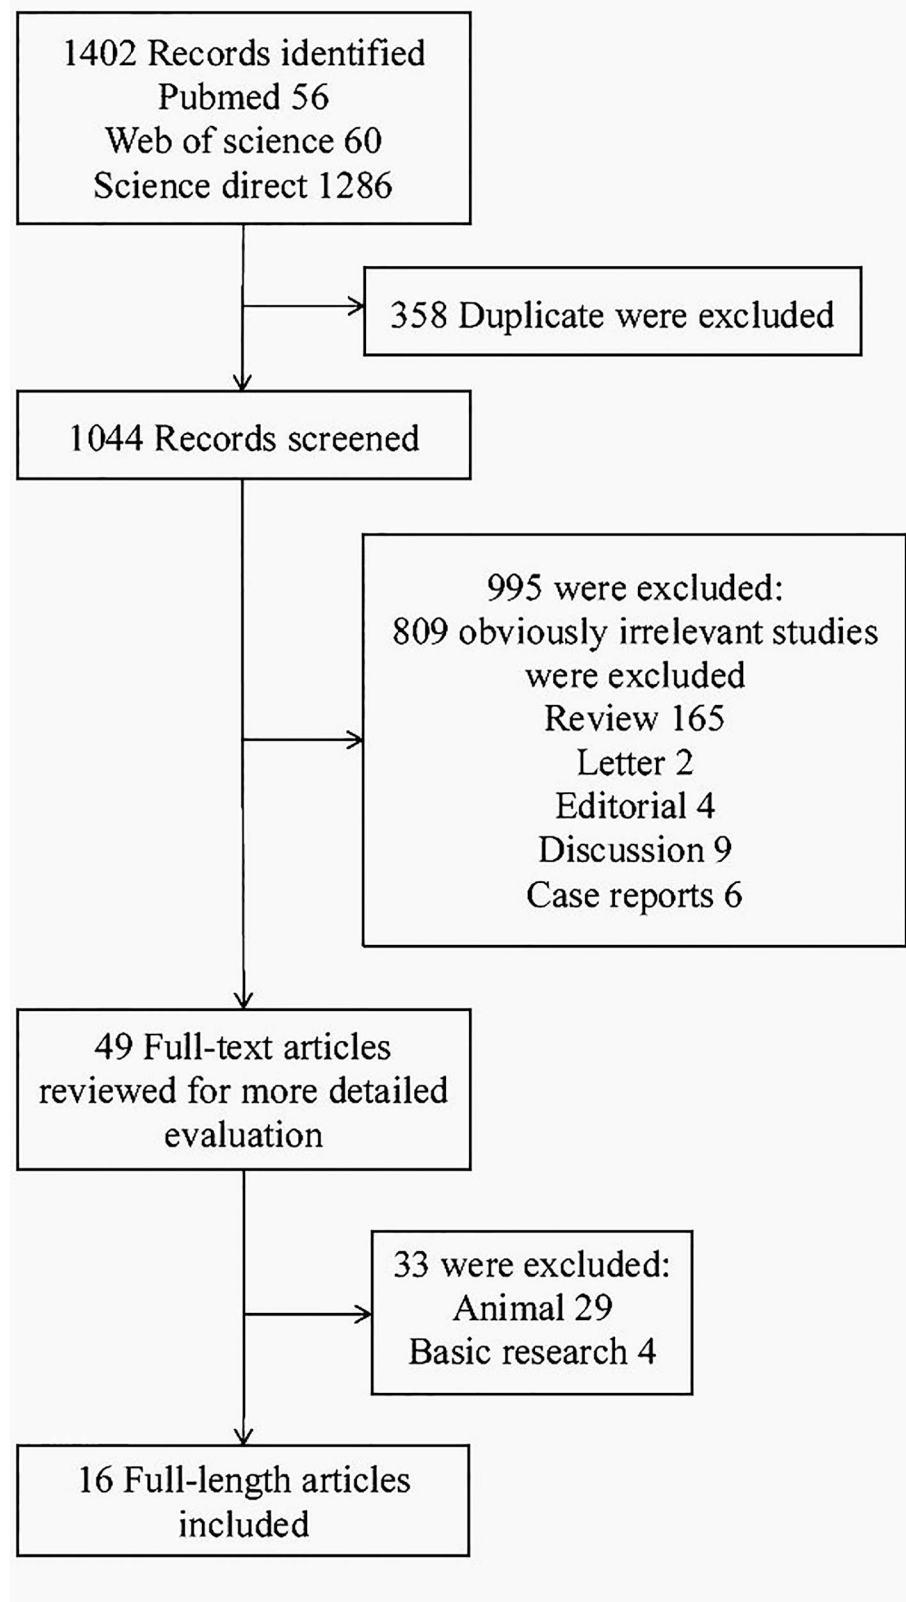 1402 Records identified
Pubmed 56
Web of science 60
Science direct 1286
358 Duplicate were excluded
1044 Records screened
995 were excluded:
809 obviously irrelevant studies
were excluded
Review 165
Letter 2
Editorial 4
Discussion 9
Case reports 6
49 Full-text articles
reviewed for more detailed
evaluation
33 were excluded:
Animal 29
Basic research 4
16 Full-length articles
included